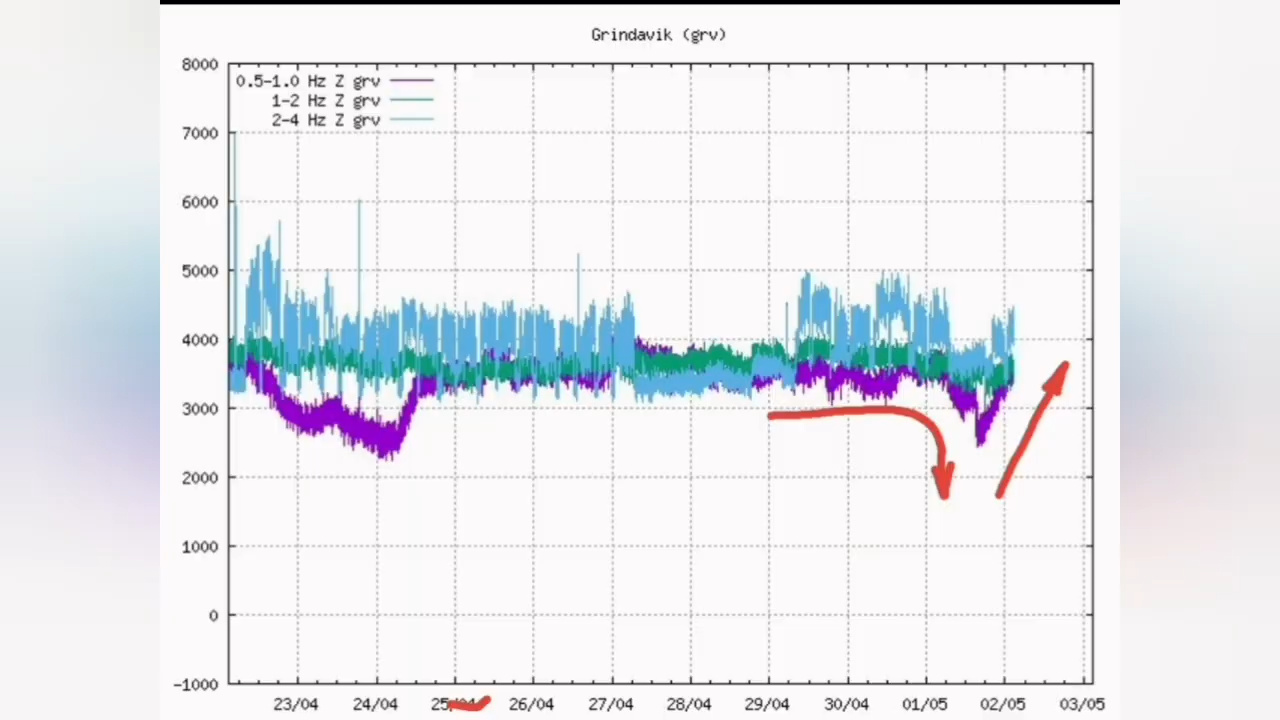 Grindavik (grv)
8000
0.5-1.0 Hz Z grv
1-2 Hz Z grv
2-4 Hz Z grv
7000
6000
5000
4000
3000
2000
1000
0
-1000
23/04 24/04 25/04 26/04 27/04 28/04 29/04 30/04 01/05 02/05 03/05